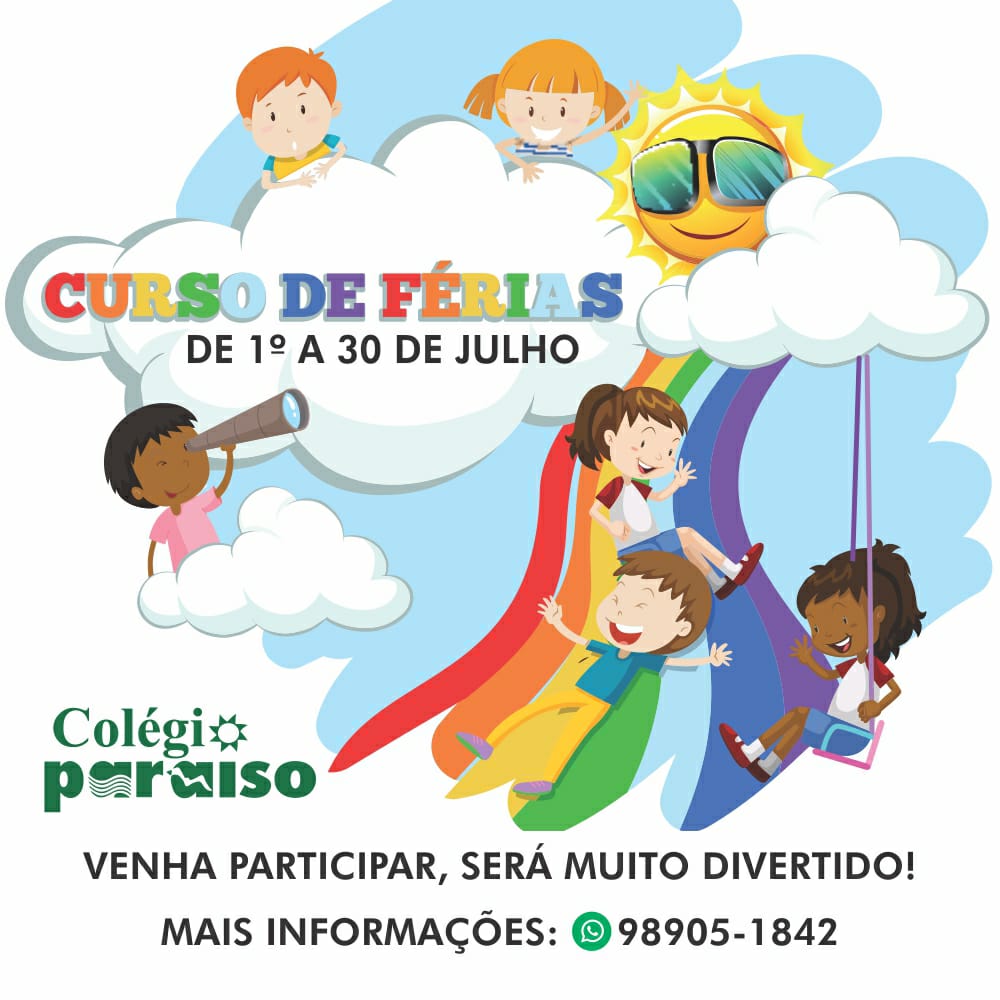 CURSO DE FÉRIAS
DE 1º A 30 DE JULHO
Colégio
paraiso
VENHA PARTICIPAR, SERÁ MUITO DIVERTIDO!
MAIS INFORMAÇÕES: 98905-1842